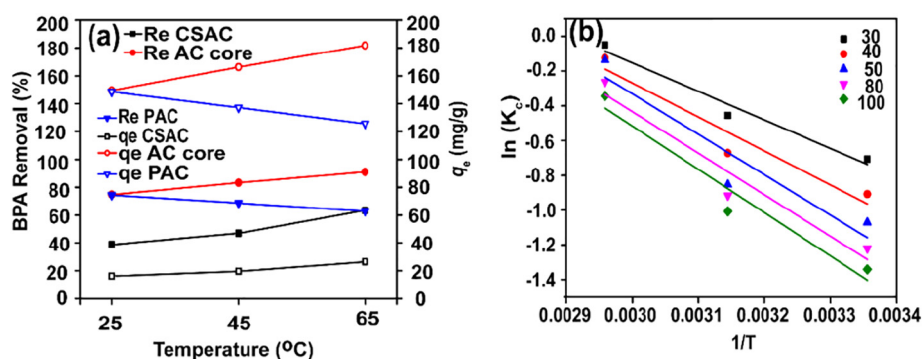 (a)
Re CSAC
Re AC core
Re PAC
qe CSAC
qe AC core
qe PAC
BPA Removal (%)
200
180
160
140
120
100
80
60
40
20
0
200
180
160
140
120
100
80
60
40
20
0
qe (mg/g)
25 45 65
Temperature (ºC)
(b)
30
40
50
80
100
ln (Kc)
0.0
-0.2
-0.4
-0.6
-0.8
-1.0
-1.2
-1.4
0.0029 0.0030 0.0031 0.0032 0.0033 0.0034
1/T